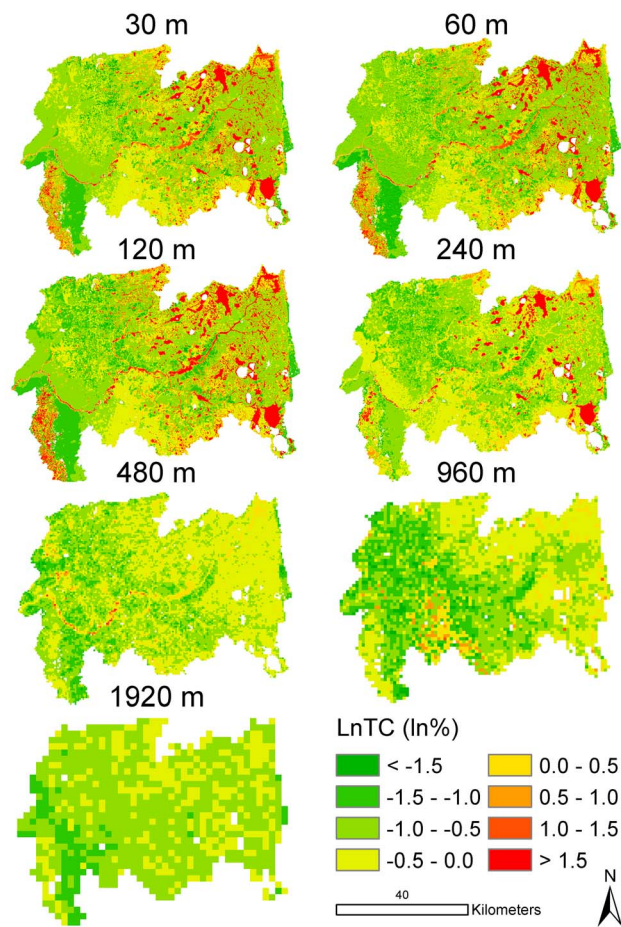 30 m
60 m
120 m
240 m
480 m
960 m
1920 m
LnTC (ln%)
< -1.5
-1.5 - -1.0
-1.0 - -0.5
-0.5 - 0.0
0.0 - 0.5
0.5 - 1.0
1.0 - 1.5
> 1.5
40
Kilometers
N